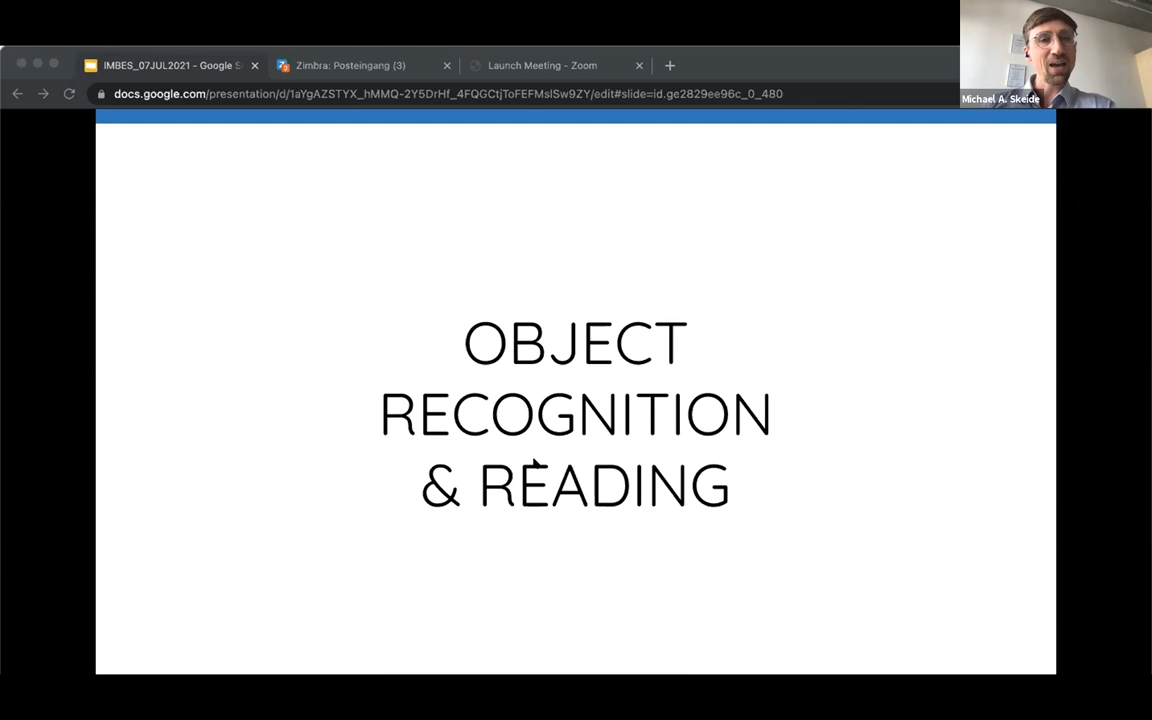 IMBES_07JUL2021 - Google S
Zimbra: Posteingang (3)
Launch Meeting - Zoom
docs.google.com/presentation/d/1aYgAZSTYX_hMMQ-2Y5DrHf_4FQGCtjToFEFMslSw9ZY/edit#slide=id.ge2829ee96c_0_480
Michael A. Skeide
OBJECT
RECOGNITION
& READING